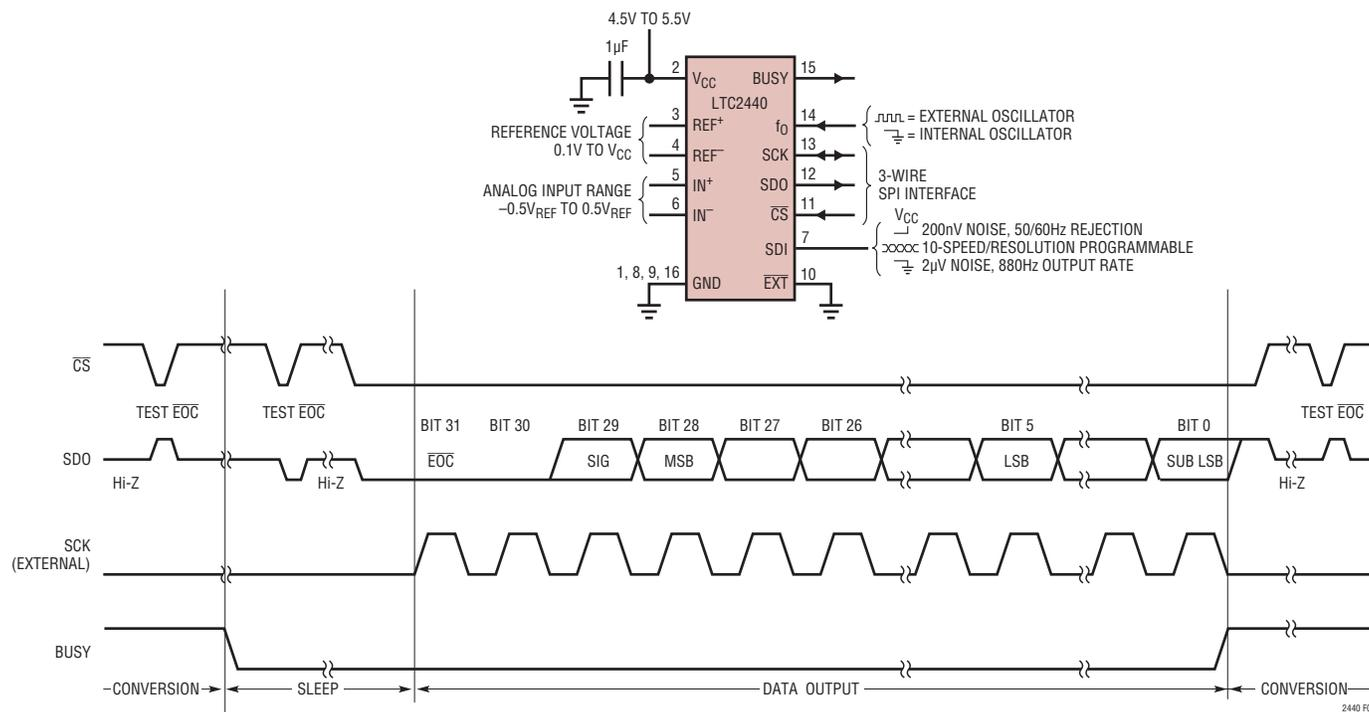 4.5V TO 5.5V
1µF
2
VCC
BUSY
15
LTC2440
3
REF+
fO
14
= EXTERNAL OSCILLATOR
= INTERNAL OSCILLATOR
REFERENCE VOLTAGE
0.1V TO VCC
4
REF–
SCK
13
3-WIRE
SPI INTERFACE
5
IN+
SDO
12
ANALOG INPUT RANGE
–0.5VREF TO 0.5VREF
6
IN–
CS
11
VCC
200nV NOISE, 50/60Hz REJECTION
SDI
7
10-SPEED/RESOLUTION PROGRAMMABLE
2µV NOISE, 880Hz OUTPUT RATE
1, 8, 9, 16
GND
EXT
10
CS
TEST EOC
TEST EOC
TEST EOC
BIT 31
BIT 30
BIT 29
BIT 28
BIT 27
BIT 26
BIT 5
BIT 0
SDO
EOC
SIG
MSB
LSB
SUB LSB
Hi-Z
Hi-Z
Hi-Z
SCK
(EXTERNAL)
BUSY
CONVERSION
SLEEP
DATA OUTPUT
CONVERSION